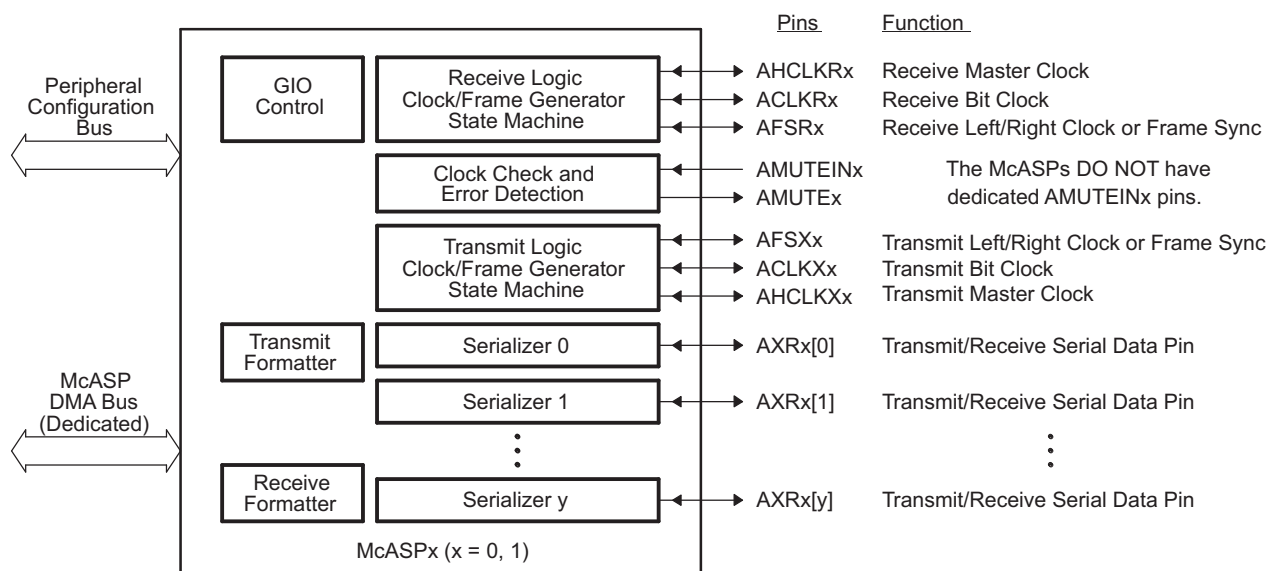 Pins Function
Peripheral
Configuration
Bus
GIO
Control
Receive Logic
Clock/Frame Generator
State Machine
AHCLKRx Receive Master Clock
ACLKRx Receive Bit Clock
AFSRx Receive Left/Right Clock or Frame Sync
Clock Check and
Error Detection
AMUTEINx
AMUTEx
The McASPs DO NOT have
dedicated AMUTEINx pins.
Transmit Logic
Clock/Frame Generator
State Machine
AFSXx Transmit Left/Right Clock or Frame Sync
ACLKXx Transmit Bit Clock
AHCLKXx Transmit Master Clock
Transmit
Formatter
Serializer 0
AXRx[0] Transmit/Receive Serial Data Pin
McASP
DMA Bus
(Dedicated)
Serializer 1
AXRx[1] Transmit/Receive Serial Data Pin
Receive
Formatter
Serializer y
AXRx[y] Transmit/Receive Serial Data Pin
McASPx (x = 0, 1)